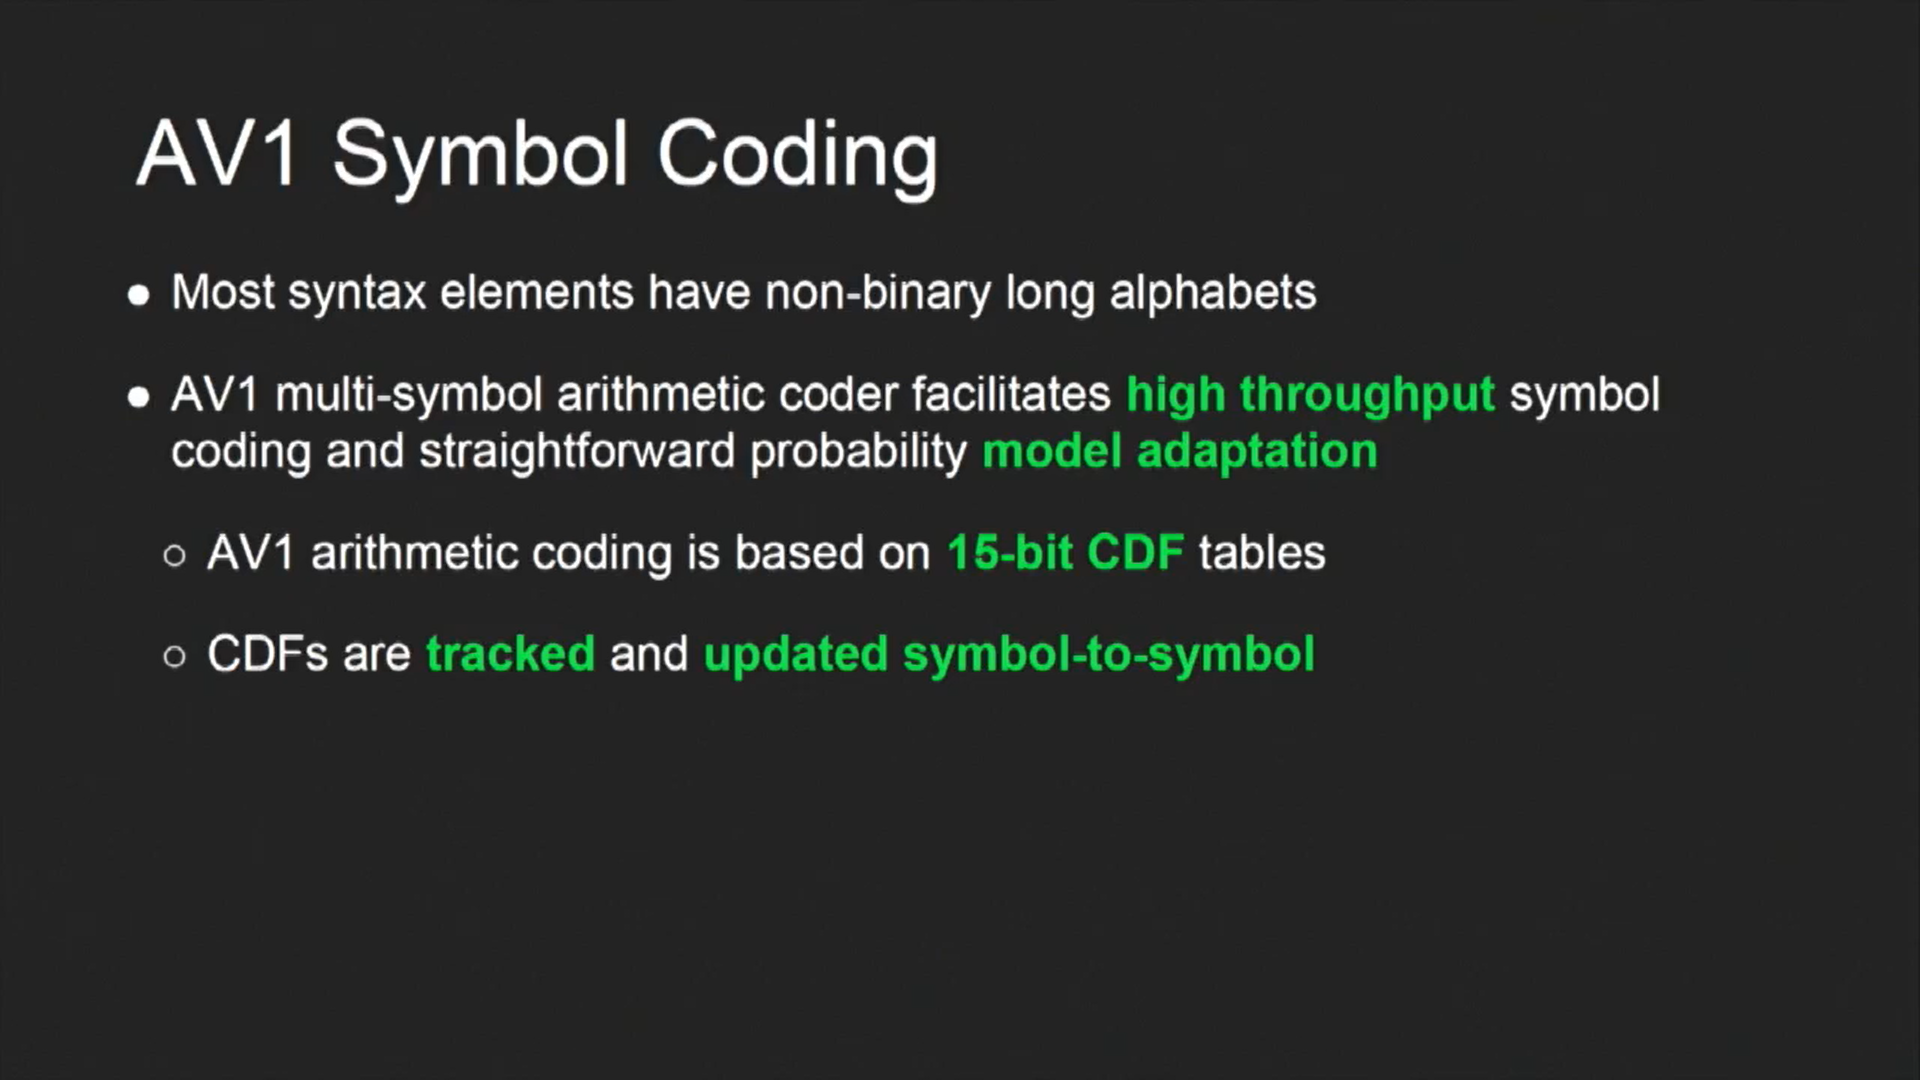 AV1 Symbol Coding
● Most syntax elements have non-binary long alphabets
● AV1 multi-symbol arithmetic coder facilitates high throughput symbol
coding and straightforward probability model adaptation
○ AV1 arithmetic coding is based on 15-bit CDF tables
○ CDFs are tracked and updated symbol-to-symbol